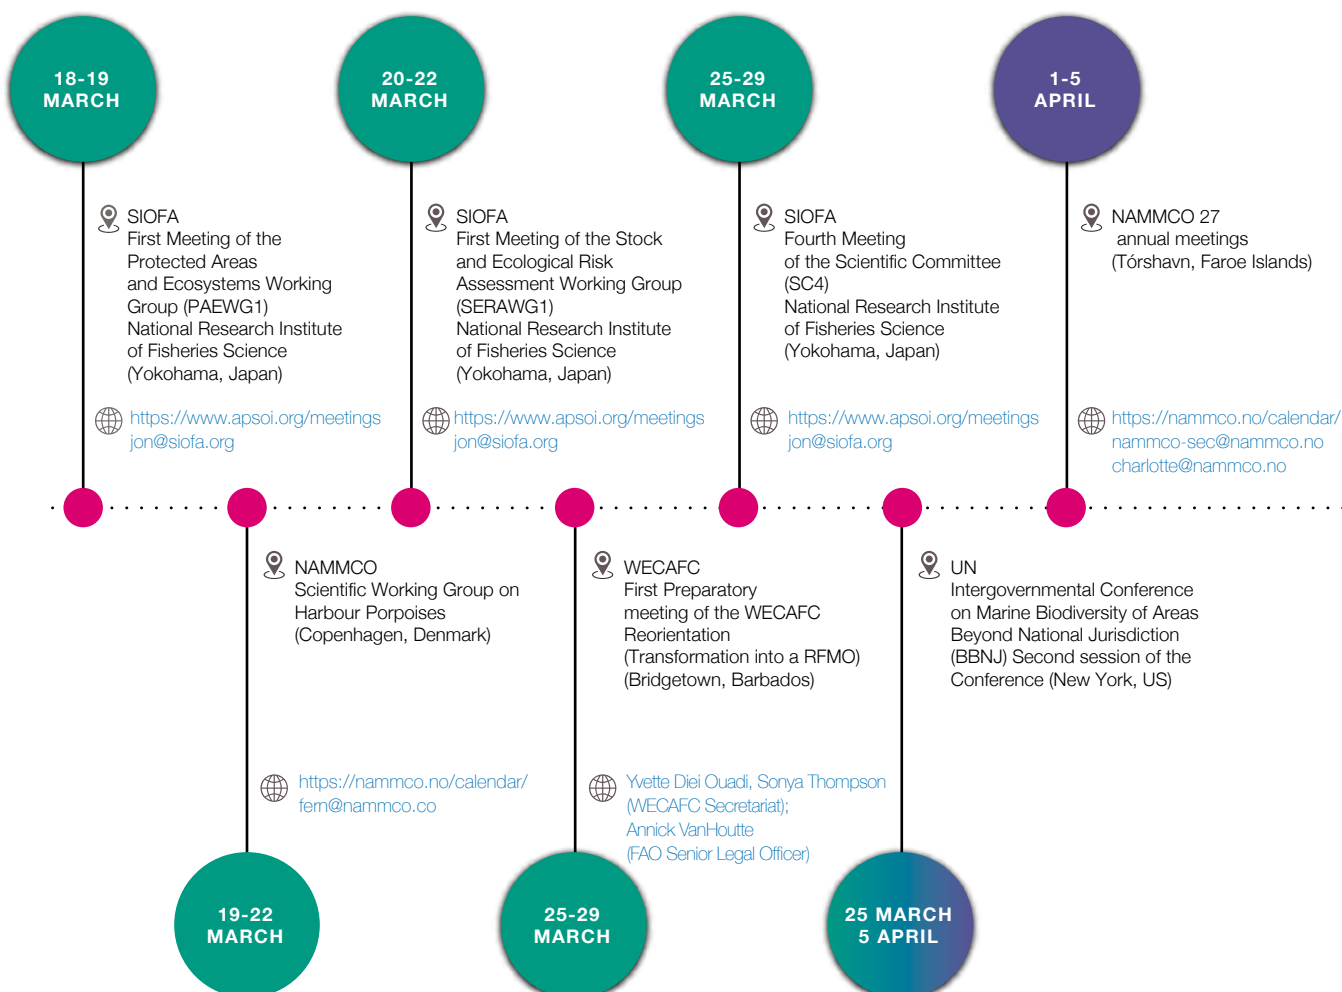 18-19
MARCH
SIOFA
First Meeting of the
Protected Areas
and Ecosystems Working
Group (PAEWG1)
National Research Institute
of Fisheries Science
(Yokohama, Japan)
https://www.apsoi.org/meetings
jon@siofa.org
20-22
MARCH
SIOFA
First Meeting of the Stock
and Ecological Risk
Assessment Working Group
(SERAWG1)
National Research Institute
of Fisheries Science
(Yokohama, Japan)
https://www.apsoi.org/meetings
jon@siofa.org
25-29
MARCH
SIOFA
Fourth Meeting
of the Scientific Committee
(SC4)
National Research Institute
of Fisheries Science
(Yokohama, Japan)
https://www.apsoi.org/meetings
jon@siofa.org
1-5
APRIL
NAMMCO 27
annual meetings
(Tórshavn, Faroe Islands)
https://nammco.no/calendar/
nammco-sec@nammco.no
charlotte@nammco.no
NAMMCO
Scientific Working Group on
Harbour Porpoises
(Copenhagen, Denmark)
https://nammco.no/calendar/
fern@nammco.co
19-22
MARCH
WECAFC
First Preparatory
meeting of the WECAFC
Reorientation
(Transformation into a RFMO)
(Bridgetown, Barbados)
Yvette Diei Ouadi, Sonya Thompson
(WECAFC Secretariat);
Annick VanHoutte
(FAO Senior Legal Officer)
25-29
MARCH
UN
Intergovernmental Conference
on Marine Biodiversity of Areas
Beyond National Jurisdiction
(BBNJ) Second session of the
Conference (New York, US)
25 MARCH
5 APRIL